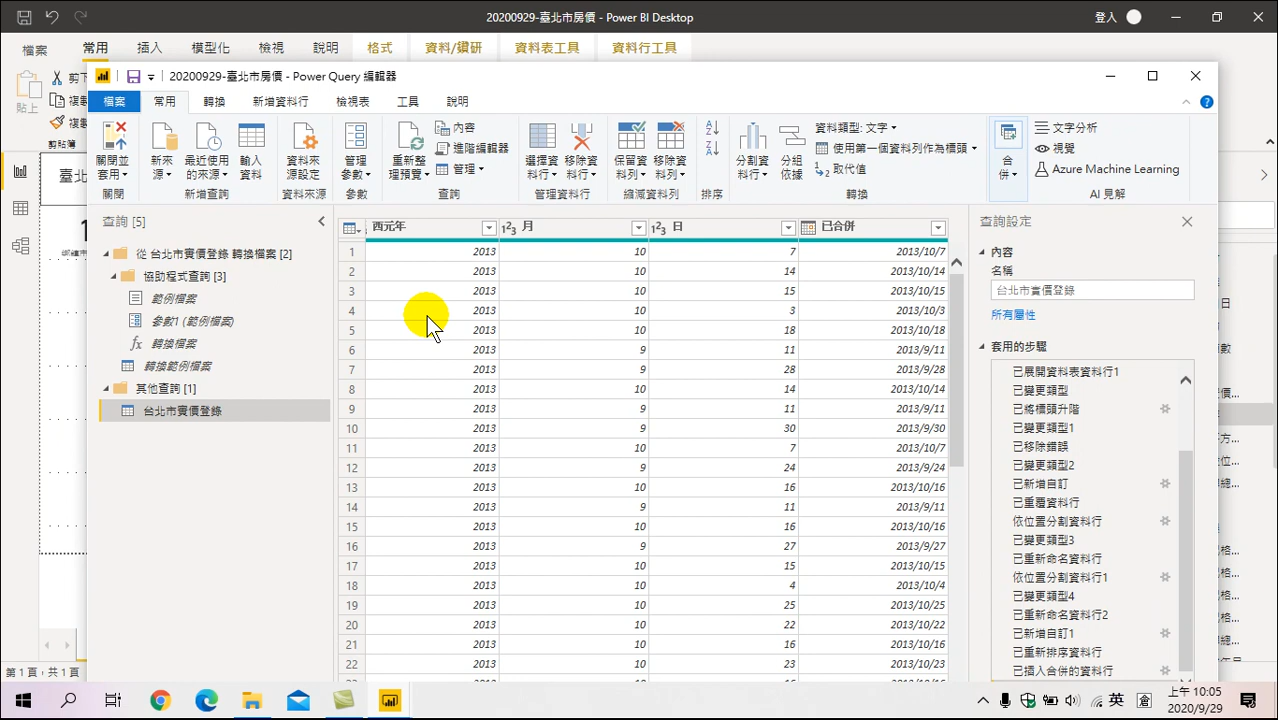 20200929-臺北市房價 - Power BI Desktop
登入
檔案
常用
插入
模型化
檢視
說明
格式
資料/鑽研
資料表工具
資料行工具
貼上
剪下
剪貼簿
20200929-臺北市房價 - Power Query 編輯器
檔案
常用
轉換
新增資料行
檢視表
工具
說明
關閉並套用
關閉
新來源
最近使用的來源
輸入資料
新增查詢
資料來源設定
資料來源
管理參數
參數
重新整理預覽
內容
進階編輯器
管理
查詢
選擇資料行
移除資料行
管理資料行
保留資料列
移除資料列
縮減資料列
排序
分割資料行
分組依據
資料類型: 文字
使用第一個資料列作為標頭
取代值
轉換
合併
文字分析
視覺
Azure Machine Learning
AI 見解
查詢 [5]
從 台北市實價登錄 轉換檔案 [2]
協助程式查詢 [3]
範例檔案
參數1 (範例檔案)
轉換檔案
轉換範例檔案
其他查詢 [1]
台北市實價登錄
西元年 月 日 已合併
1 2013 10 7 2013/10/7
2 2013 10 14 2013/10/14
3 2013 10 15 2013/10/15
4 2013 10 3 2013/10/3
5 2013 10 18 2013/10/18
6 2013 9 11 2013/9/11
7 2013 9 28 2013/9/28
8 2013 10 14 2013/10/14
9 2013 9 11 2013/9/11
10 2013 9 30 2013/9/30
11 2013 10 7 2013/10/7
12 2013 9 24 2013/9/24
13 2013 10 16 2013/10/16
14 2013 9 11 2013/9/11
15 2013 10 16 2013/10/16
16 2013 9 27 2013/9/27
17 2013 10 15 2013/10/15
18 2013 10 4 2013/10/4
19 2013 10 25 2013/10/25
20 2013 10 22 2013/10/22
21 2013 10 16 2013/10/16
22 2013 10 23 2013/10/23
查詢設定
內容
名稱
台北市實價登錄
所有屬性
套用的步驟
已展開資料表資料行1
已變更類型
已將標頭升階
已變更類型1
已移除錯誤
已變更類型2
已新增自訂
已重複資料行
依位置分割資料行
已變更類型3
已重新命名資料行
依位置分割資料行1
已變更類型4
已重新命名資料行2
已新增自訂1
已重新排序資料行
已插入合併的資料行
第 1 頁，共 1 頁
英
倉
上午 10:05
2020/9/29